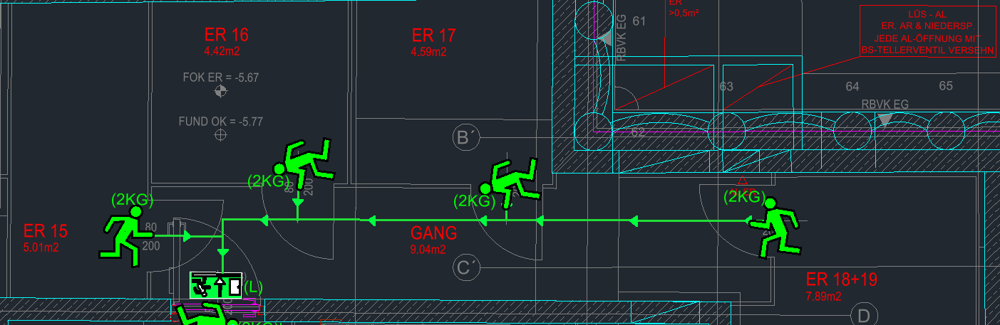 ER
>0,5m²
61
RBVK EG
LÜS - AL
ER, AR & NIEDERSP.
JEDE AL-ÖFFNUNG MIT
BS-TELLERVENTIL VERSEHN
ER 16
4.42m2
ER 17
4.59m2
FOK ER = -5.67
FUND OK = -5.77
63
64
65
RBVK EG
62
B´
(2KG)
80
200
(2KG)
(2KG)
(2KG)
ER 15
5.01m2
80
200
GANG
9.04m2
C´
ER 18+19
7.89m2
(L)
D